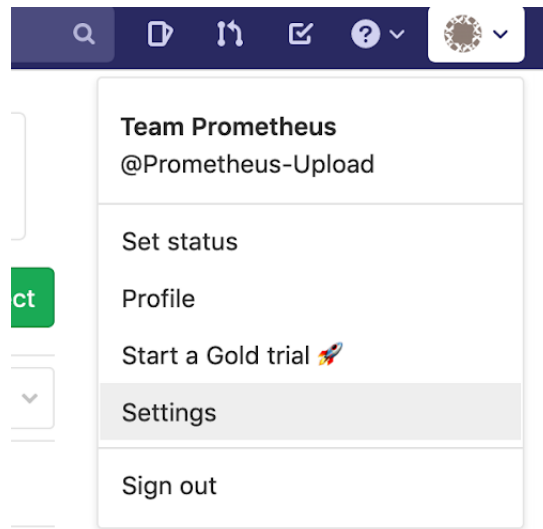 Team Prometheus
@Prometheus-Upload
Set status
Profile
ct
Start a Gold trial 🚀
Settings
Sign out